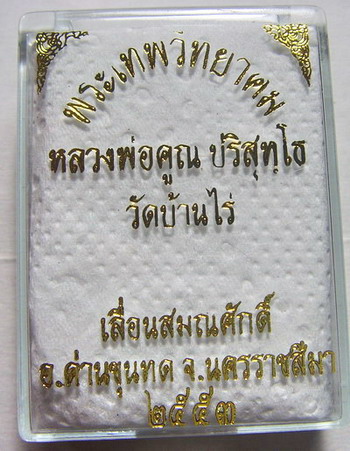 พระเทพวิทยาคม
หลวงพ่อคูณ ปริสุทฺโธ
วัดบ้านไร่
เลื่อนสมณศักดิ์
อ.ด่านขุนทด จ.นครราชสีมา
๒๕๕๓